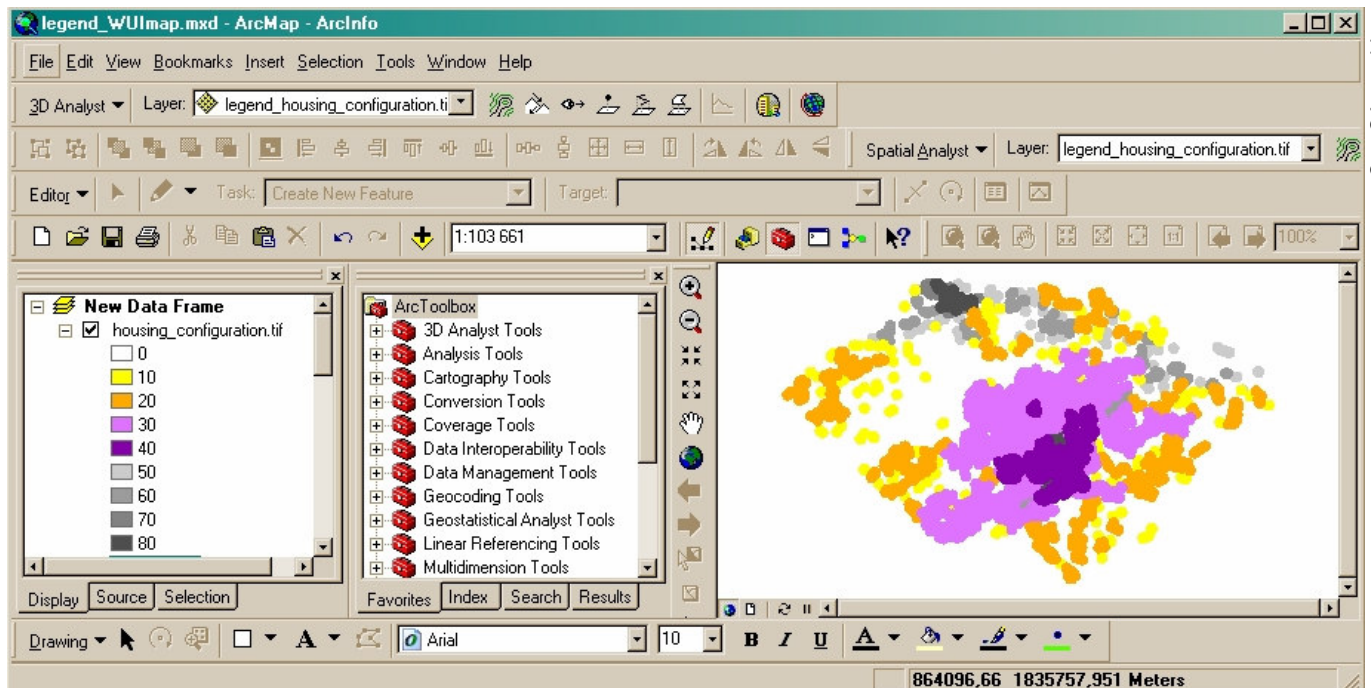 legend_WUImap.mxd - ArcMap - ArcInfo
File Edit View Bookmarks Insert Selection Tools Window Help
3D Analyst Layer: legend_housing_configuration.ti
Spatial Analyst Layer: legend_housing_configuration.tif
Editor Task: Create New Feature Target:
1:103 661 1:1 100%
New Data Frame
housing_configuration.tif
0
10
20
30
40
50
60
70
80
Display Source Selection
ArcToolbox
3D Analyst Tools
Analysis Tools
Cartography Tools
Conversion Tools
Coverage Tools
Data Interoperability Tools
Data Management Tools
Geocoding Tools
Geostatistical Analyst Tools
Linear Referencing Tools
Multidimension Tools
Favorites Index Search Results
Drawing A Arial 10 B I U A
864096,66 1835757,951 Meters